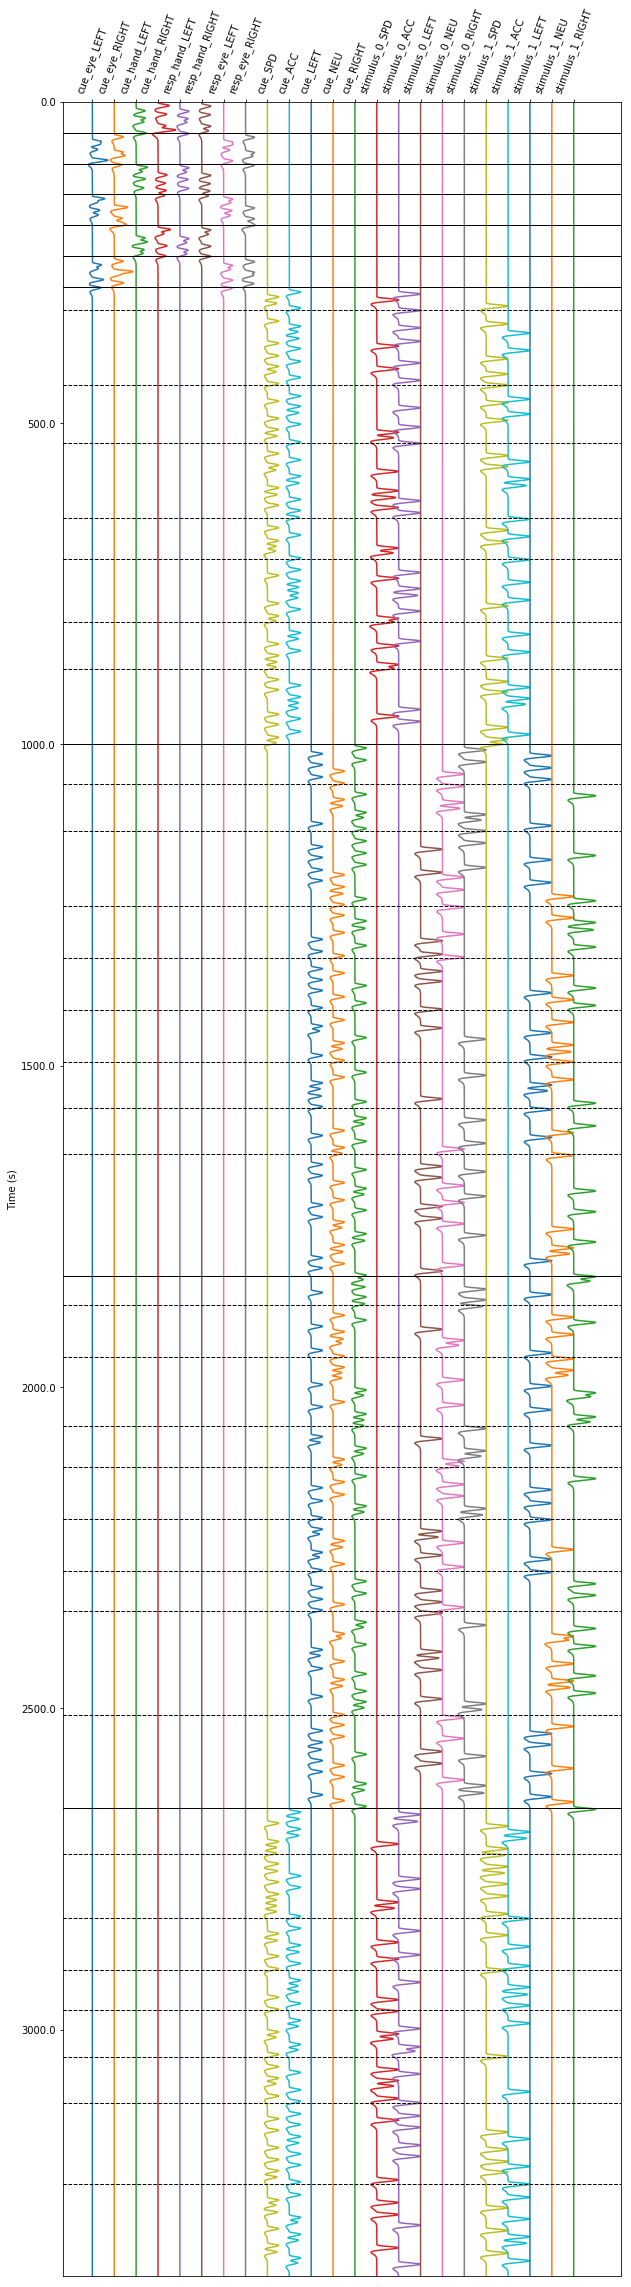 cue_eye_LEFT
cue_eye_RIGHT
cue_hand_LEFT
cue_hand_RIGHT
resp_hand_LEFT
resp_hand_RIGHT
resp_eye_LEFT
resp_eye_RIGHT
cue_SPD
cue_ACC
cue_LEFT
cue_NEU
cue_RIGHT
stimulus_0_SPD
stimulus_0_ACC
stimulus_0_LEFT
stimulus_0_NEU
stimulus_0_RIGHT
stimulus_1_SPD
stimulus_1_ACC
stimulus_1_LEFT
stimulus_1_NEU
stimulus_1_RIGHT
0.0
500.0
1000.0
1500.0
Time (s)
2000.0
2500.0
3000.0